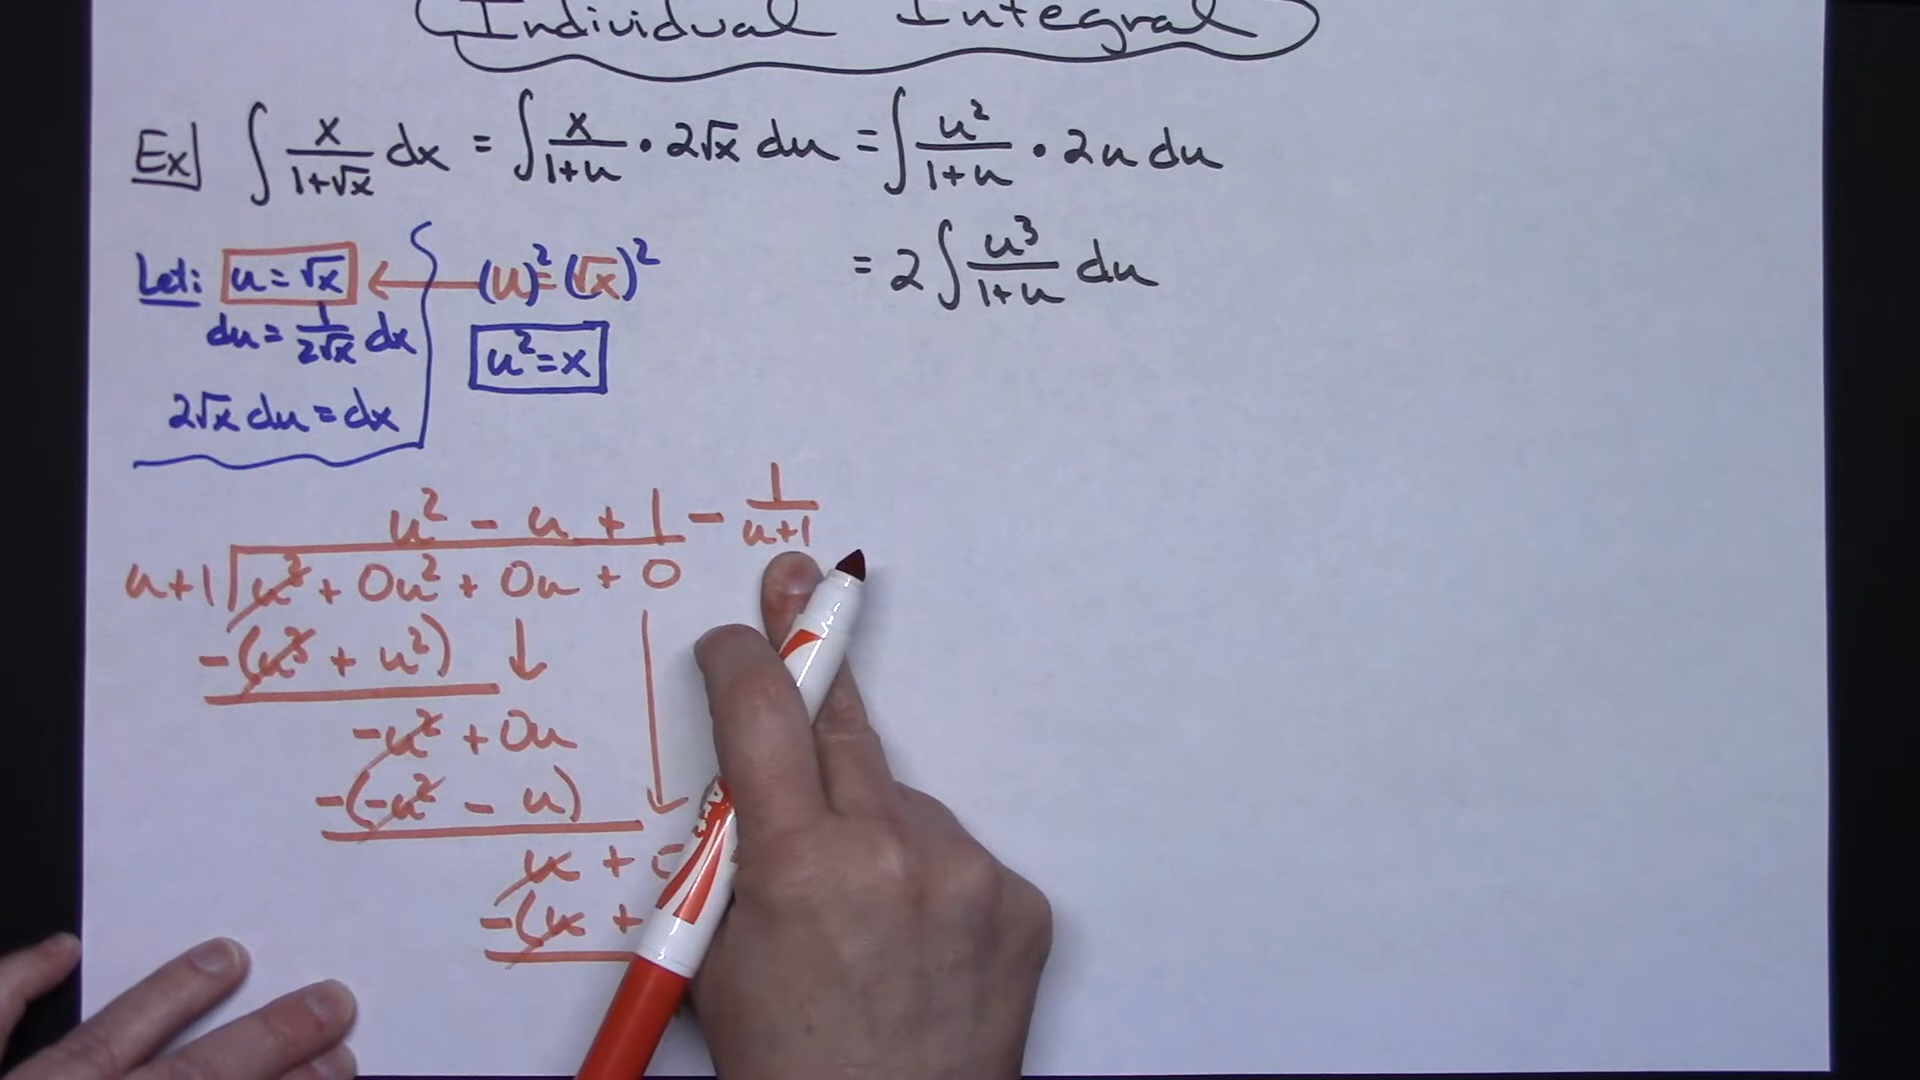 Individual Integral
Ex] ∫ x/(1+√x) dx = ∫ x/(1+u) • 2√x du = ∫ u²/(1+u) • 2u du
= 2 ∫ u³/(1+u) du
Let: u = √x ← (u)² = (√x)²
du = 1/(2√x) dx
u² = x
2√x du = dx
u² - u + 1 - 1/(u+1)
u+1 | u³ + 0u² + 0u + 0
-(u³ + u²)
-u² + 0u
-(-u² - u)
u +
-(u +